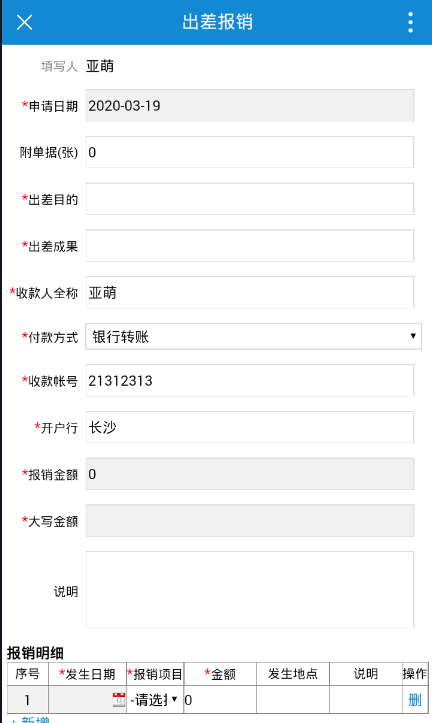 出差报销
填写人 亚萌
*申请日期 2020-03-19
附单据(张) 0
*出差目的
*出差成果
*收款人全称 亚萌
*付款方式 银行转账
*收款帐号 21312313
*开户行 长沙
*报销金额 0
*大写金额
说明
报销明细
序号 *发生日期 *报销项目 *金额 发生地点 说明 操作
1 -请选择 0 删
+新增